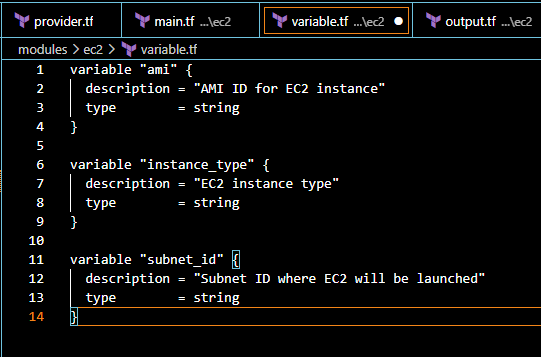 provider.tf main.tf ...\ec2 variable.tf ...\ec2 output.tf ...\ec2
modules > ec2 > variable.tf
1 variable "ami" {
2   description = "AMI ID for EC2 instance"
3   type        = string
4 }
5
6 variable "instance_type" {
7   description = "EC2 instance type"
8   type        = string
9 }
10
11 variable "subnet_id" {
12   description = "Subnet ID where EC2 will be launched"
13   type        = string
14 }